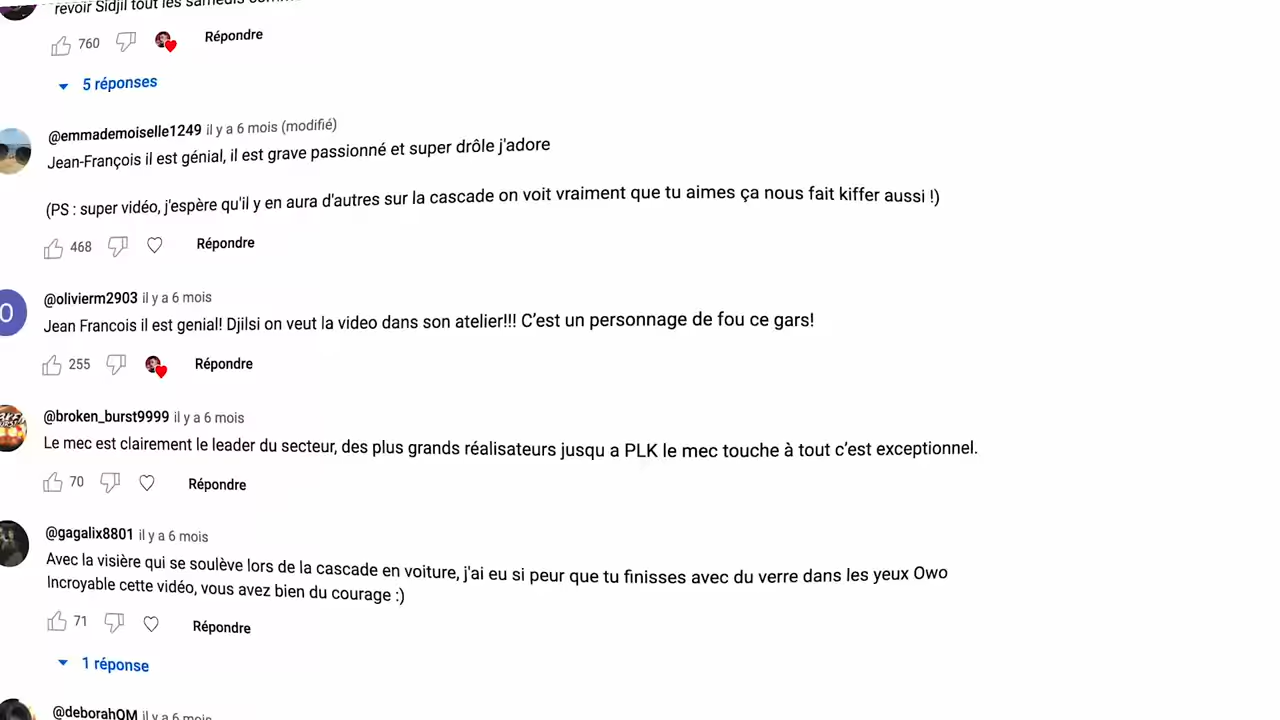 revoir Sidjil tout les samedis
760 Répondre
5 réponses
@emmademoiselle1249 il y a 6 mois (modifié)
Jean-François il est génial, il est grave passionné et super drôle j'adore
(PS : super vidéo, j'espère qu'il y en aura d'autres sur la cascade on voit vraiment que tu aimes ça nous fait kiffer aussi !)
468 Répondre
O
@olivierm2903 il y a 6 mois
Jean Francois il est genial! Djilsi on veut la video dans son atelier!!! C’est un personnage de fou ce gars!
255 Répondre
@broken_burst9999 il y a 6 mois
Le mec est clairement le leader du secteur, des plus grands réalisateurs jusqu a PLK le mec touche à tout c’est exceptionnel.
70 Répondre
@gagalix8801 il y a 6 mois
Avec la visière qui se soulève lors de la cascade en voiture, j'ai eu si peur que tu finisses avec du verre dans les yeux Owo
Incroyable cette vidéo, vous avez bien du courage :)
71 Répondre
1 réponse
@deborahOM il y a 6 mois